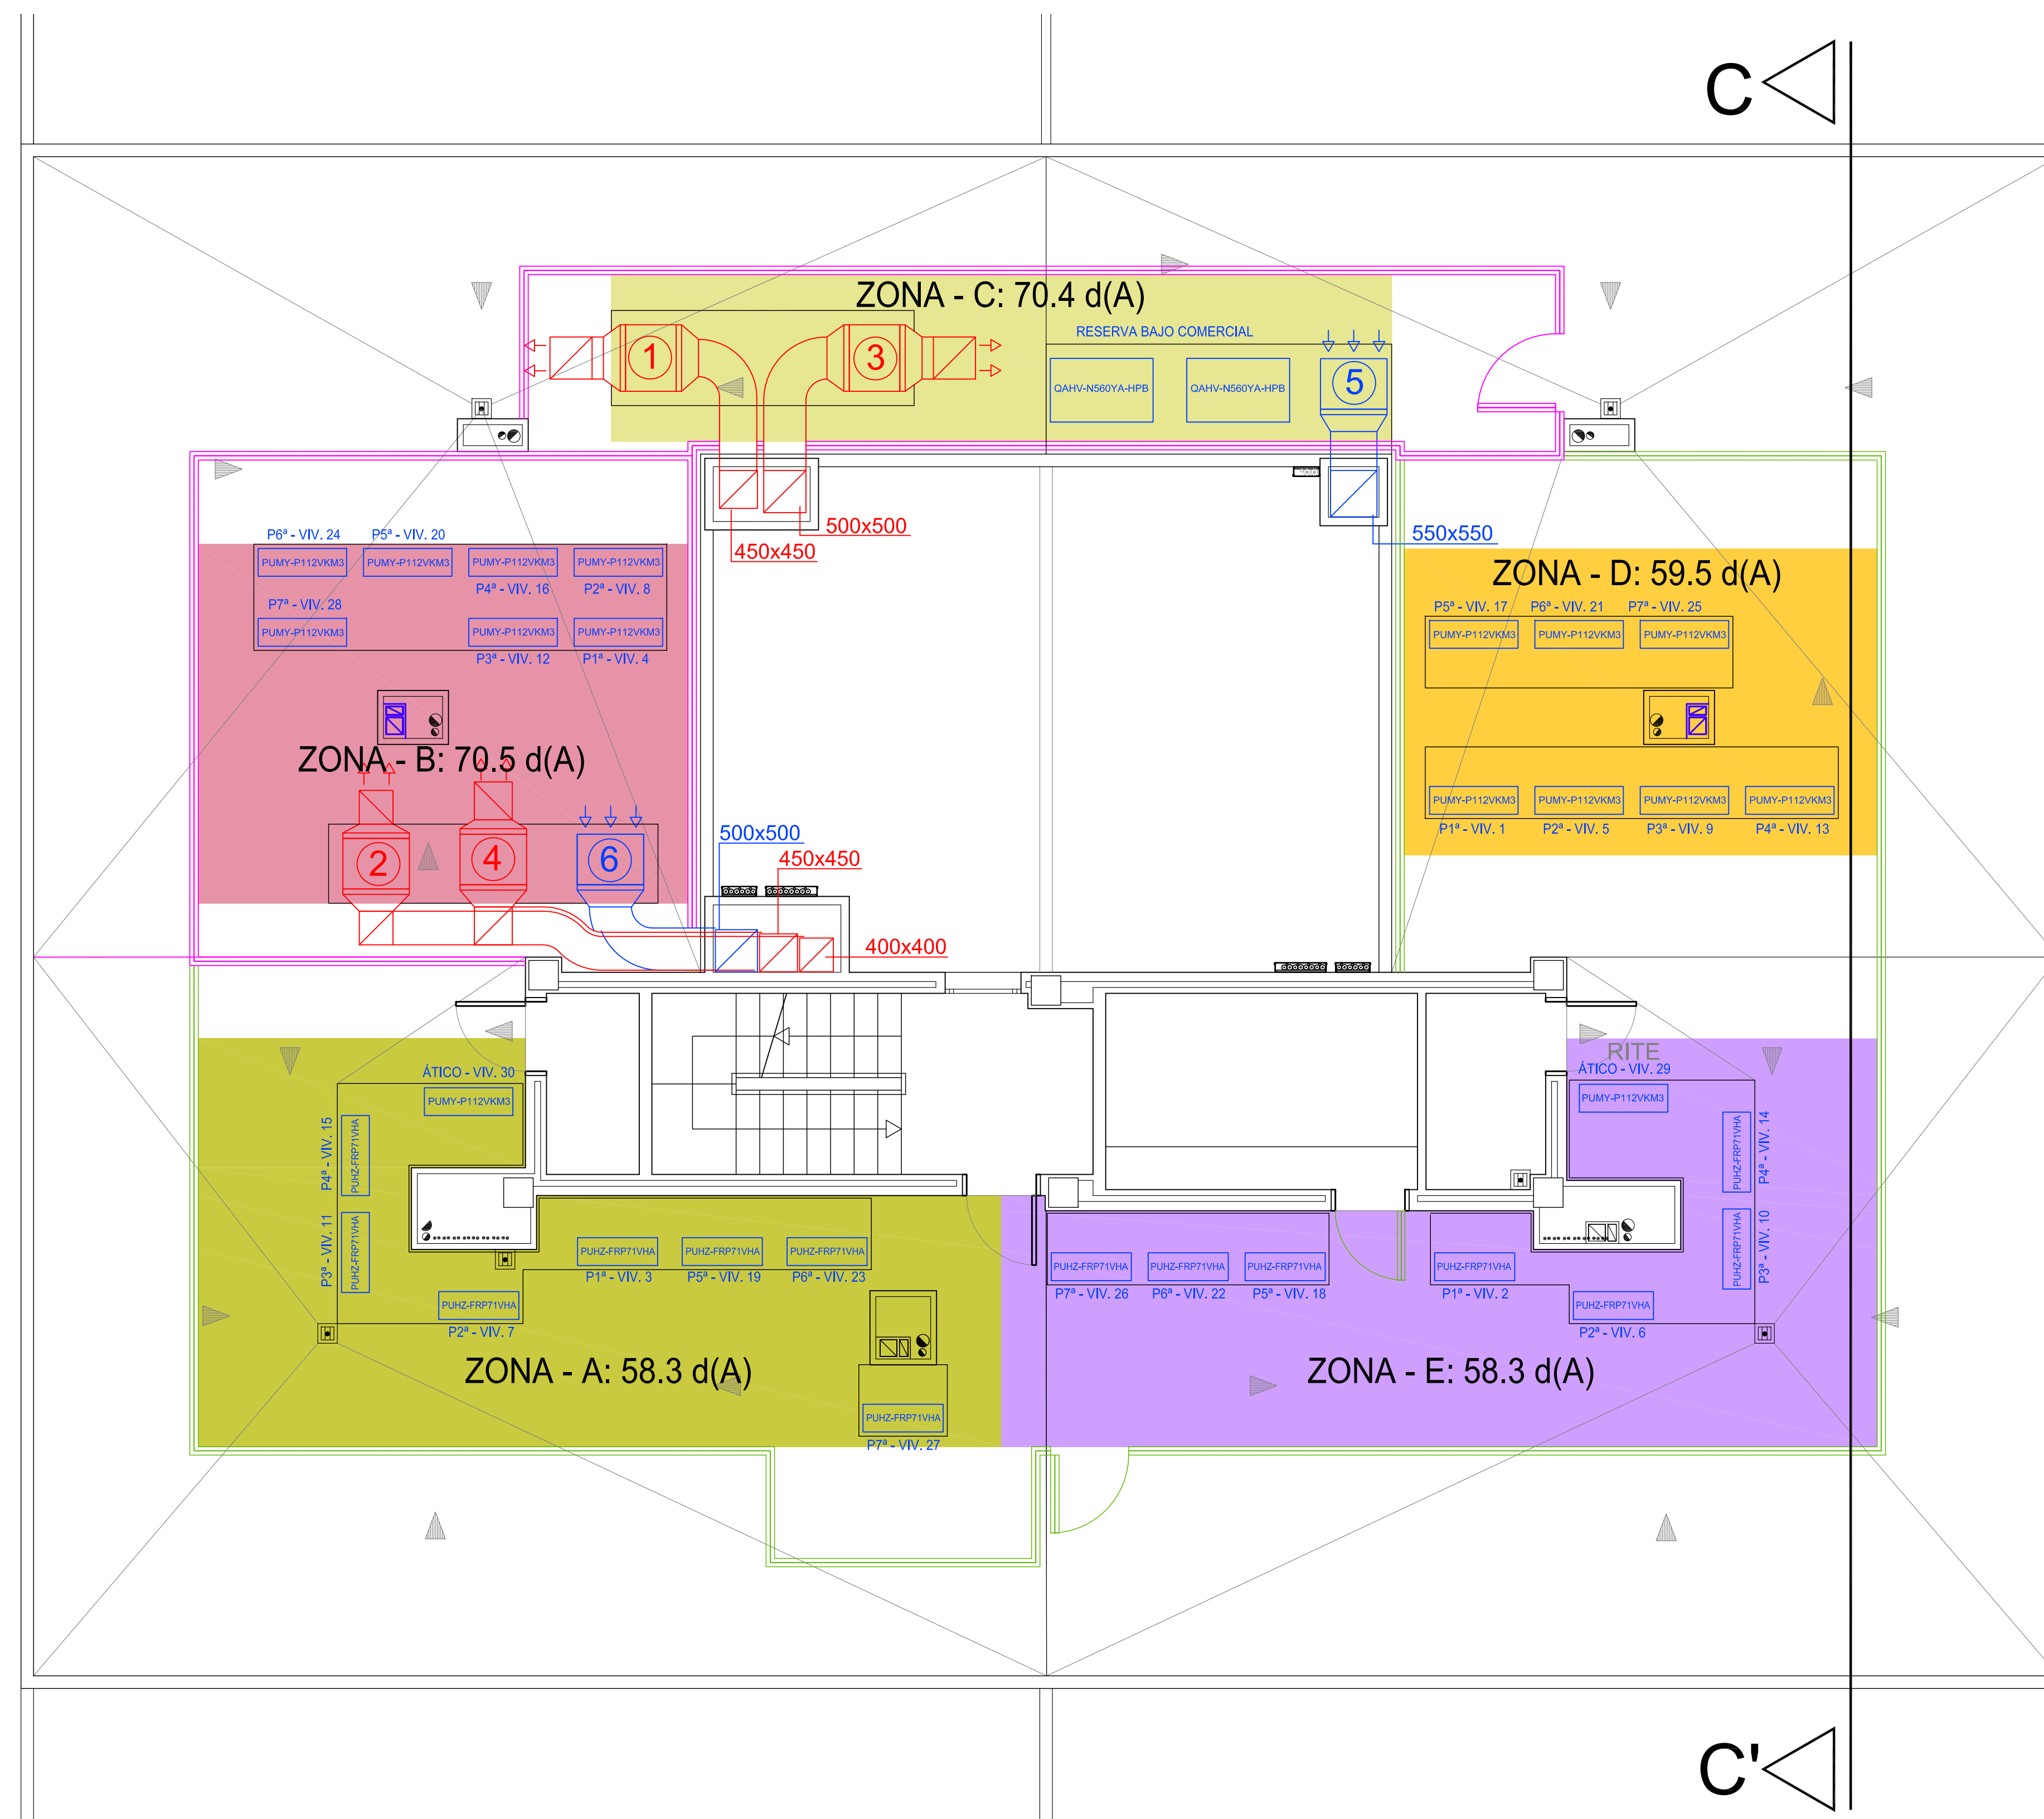 C
ZONA - C: 70.4 d(A)
RESERVA BAJO COMERCIAL
1
3
QAHV-N560YA-HPB
QAHV-N560YA-HPB
5
500x500
450x450
550x550
P6ª - VIV. 24
P5ª - VIV. 20
PUMY-P112VKM3
PUMY-P112VKM3
PUMY-P112VKM3
PUMY-P112VKM3
P4ª - VIV. 16
P2ª - VIV. 8
P7ª - VIV. 28
PUMY-P112VKM3
PUMY-P112VKM3
PUMY-P112VKM3
P3ª - VIV. 12
P1ª - VIV. 4
ZONA - B: 70.5 d(A)
2
4
6
500x500
450x450
400x400
ZONA - D: 59.5 d(A)
P5ª - VIV. 17
P6ª - VIV. 21
P7ª - VIV. 25
PUMY-P112VKM3
PUMY-P112VKM3
PUMY-P112VKM3
PUMY-P112VKM3
PUMY-P112VKM3
PUMY-P112VKM3
PUMY-P112VKM3
P1ª - VIV. 1
P2ª - VIV. 5
P3ª - VIV. 9
P4ª - VIV. 13
ÁTICO - VIV. 30
PUMY-P112VKM3
P4ª - VIV. 15
PUHZ-FRP71VHA
P3ª - VIV. 11
PUHZ-FRP71VHA
PUHZ-FRP71VHA
P2ª - VIV. 7
PUHZ-FRP71VHA
PUHZ-FRP71VHA
PUHZ-FRP71VHA
P1ª - VIV. 3
P5ª - VIV. 19
P6ª - VIV. 23
ZONA - A: 58.3 d(A)
PUHZ-FRP71VHA
P7ª - VIV. 27
RITE
ÁTICO - VIV. 29
PUMY-P112VKM3
PUHZ-FRP71VHA
P4ª - VIV. 14
PUHZ-FRP71VHA
P3ª - VIV. 10
PUHZ-FRP71VHA
PUHZ-FRP71VHA
PUHZ-FRP71VHA
PUHZ-FRP71VHA
P7ª - VIV. 26
P6ª - VIV. 22
P5ª - VIV. 18
P1ª - VIV. 2
PUHZ-FRP71VHA
P2ª - VIV. 6
ZONA - E: 58.3 d(A)
C'